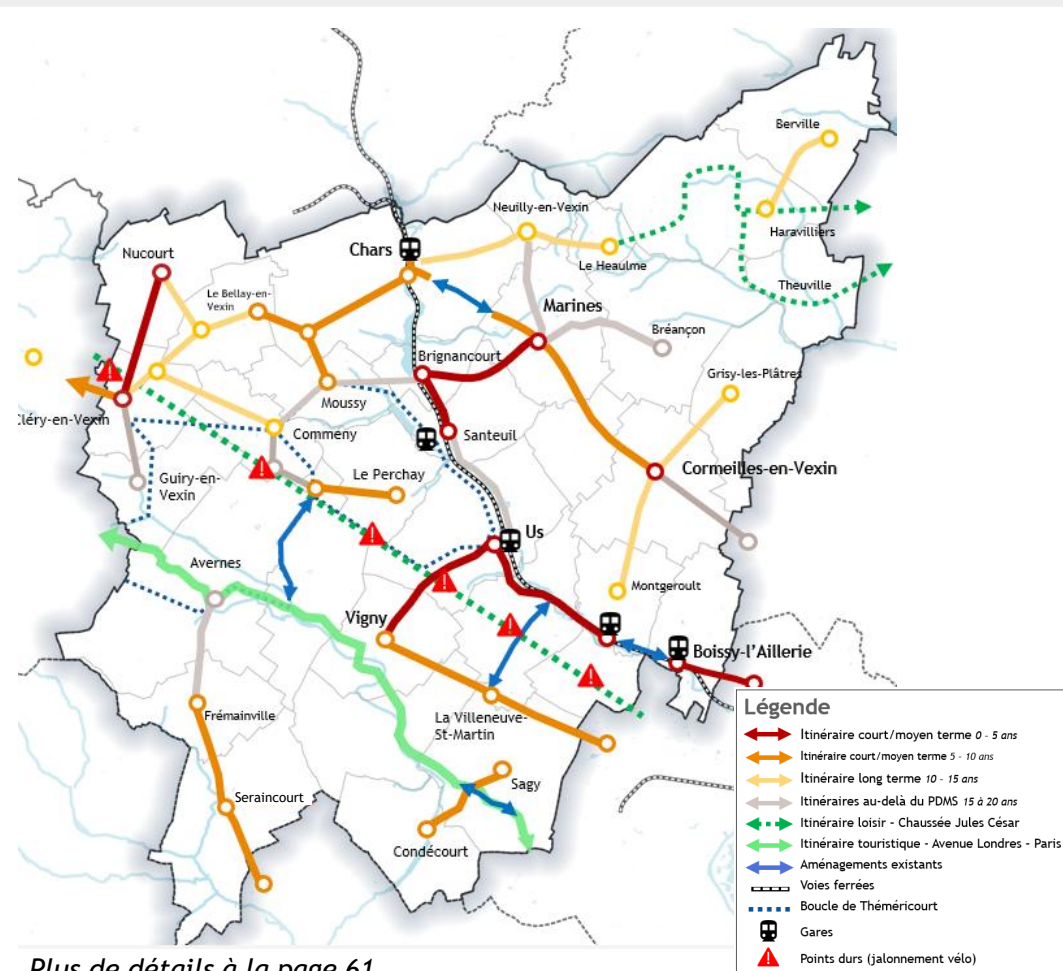 Berville
Neuilly-en-Vexin
Haravilliers
Chars
Nucourt
Le Heaulme
Theuville
Le Bellay-en-
Vexin
Marines
Bréançon
Brignancourt
Grisy-les-Plâtres
Moussy
Cléry-en-Vexin
Commeny
Santeuil
Cormeilles-en-Vexin
Le Perchay
Guiry-en-
Vexin
Us
Avernes
Montgeroult
Vigny
Boissy-l'Aillerie
Frémainville
La Villeneuve-
St-Martin
Sagy
Seraincourt
Condécourt
Légende
Itinéraire court/moyen terme 0 - 5 ans
Itinéraire court/moyen terme 5 - 10 ans
Itinéraire long terme 10 - 15 ans
Itinéraires au-delà du PDMS 15 à 20 ans
Itinéraire loisir - Chaussée Jules César
Itinéraire touristique - Avenue Londres - Paris
Aménagements existants
Voies ferrées
Boucle de Théméricourt
Gares
Points durs (jalonnement vélo)
Plus de détails à la page 61